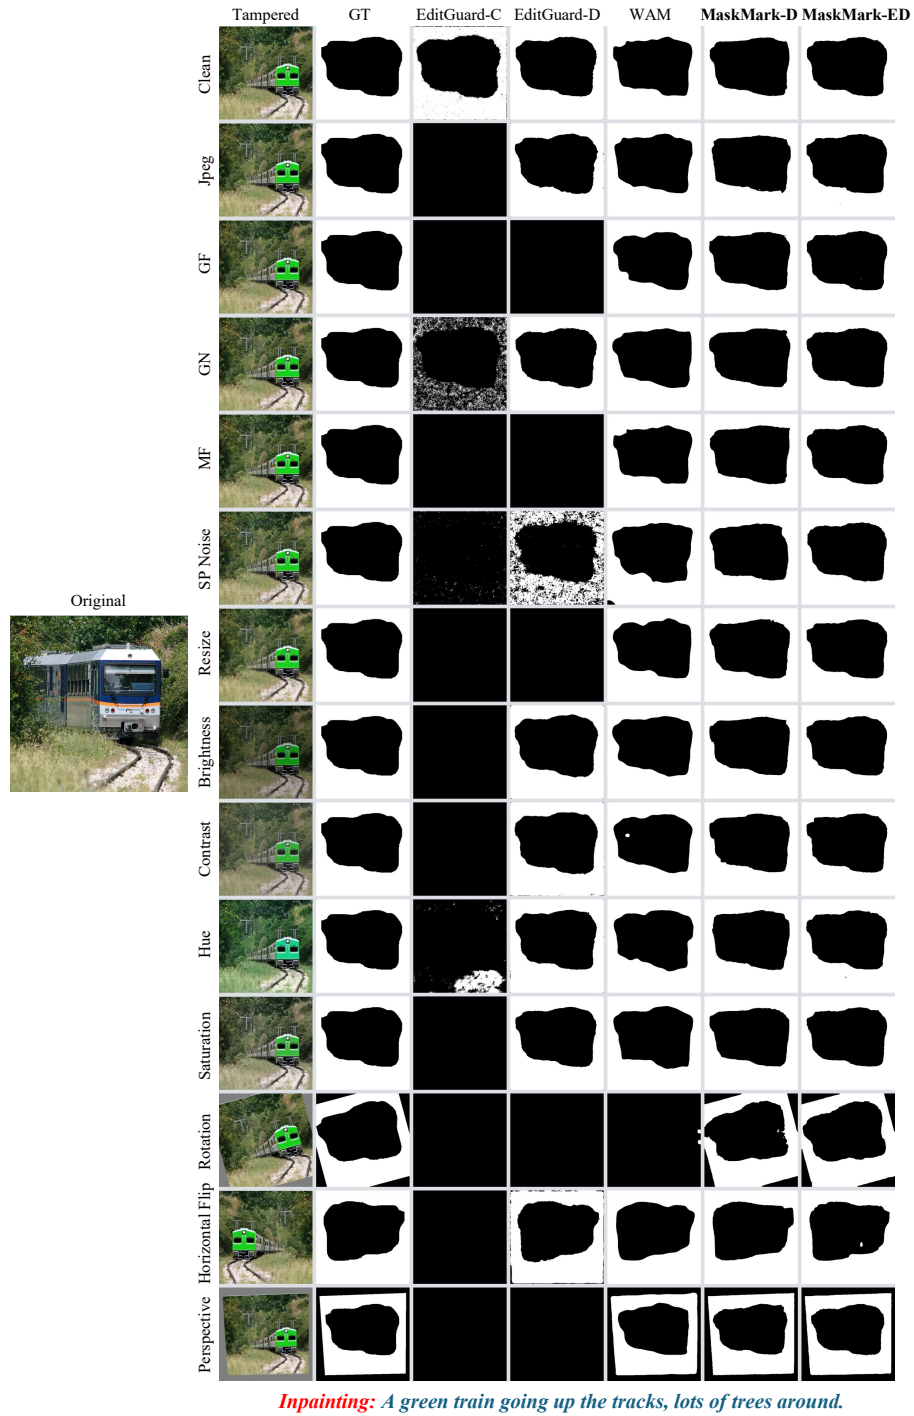 Tampered GT EditGuard-C EditGuard-D WAM MaskMark-D MaskMark-ED
Clean
Jpeg
GF
GN
MF
SP Noise
Original
Resize
Brightness
Contrast
Hue
Saturation
Rotation
Horizontal Flip
Perspective
Inpainting: A green train going up the tracks, lots of trees around.